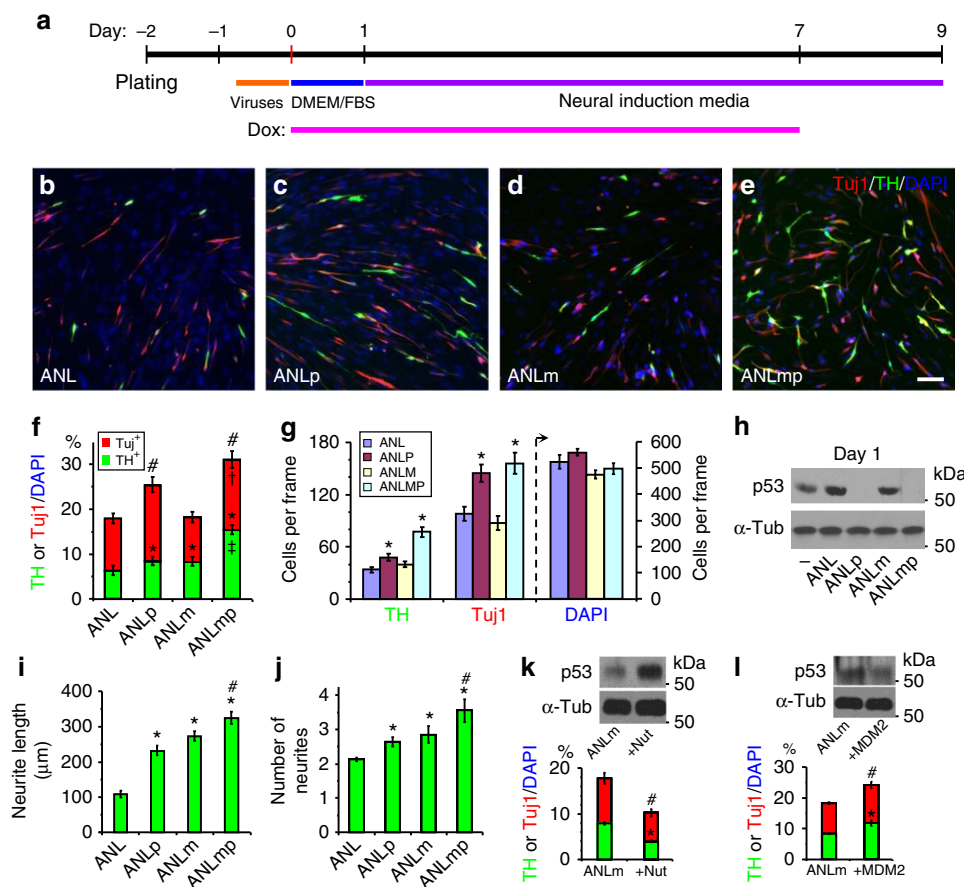 a
Day: –2 –1 0 1 7 9
Plating
Viruses DMEM/FBS Neural induction media
Dox:
b
ANL
c
ANLp
d
ANLm
e
Tuj1/TH/DAPI
ANLmp
f
%
Tuj+
TH+
TH or Tuj1/DAPI
30
20
10
0
# #
†
* * *
‡
ANL ANLp ANLm ANLmp
g
ANL
ANLP
ANLM
ANLMP
Cells per frame
180
120
60
0
* * * *
600
500
400
300
200
100
0
Cells per frame
TH Tuj1 DAPI
h
Day 1
kDa
p53
50
α-Tub
50
– ANL ANLp ANLm ANLmp
i
Neurite length
(μm)
400
300
200
100
0
#
* * *
ANL ANLp ANLm ANLmp
j
Number of
neurites
4
2
0
#
* * *
ANL ANLp ANLm ANLmp
k
kDa
p53
50
α-Tub
50
ANLm +Nut
%
TH or Tuj1/DAPI
20
10
0
#
*
ANLm +Nut
l
kDa
p53
50
α-Tub
50
ANLm +MDM2
%
TH or Tuj1/DAPI
30
20
10
0
#
*
ANLm +MDM2